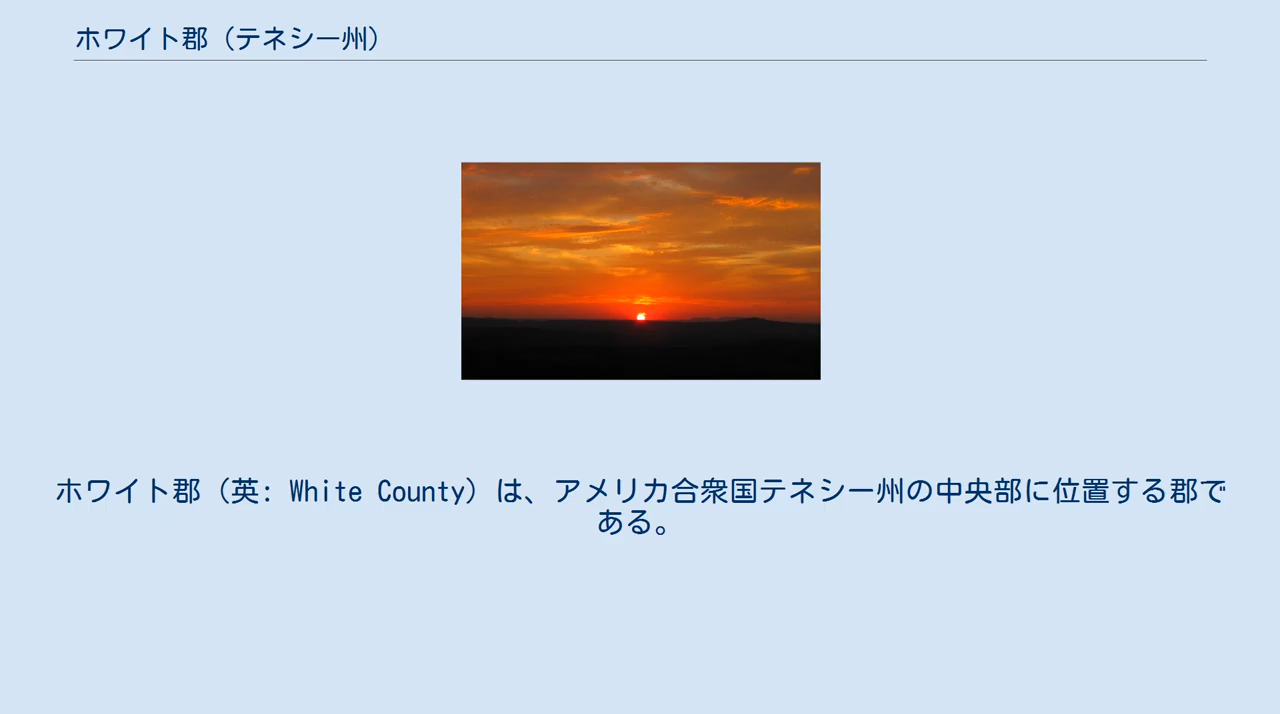 ホワイト郡（テネシー州）
ホワイト郡（英: White County）は、アメリカ合衆国テネシー州の中央部に位置する郡で
ある。